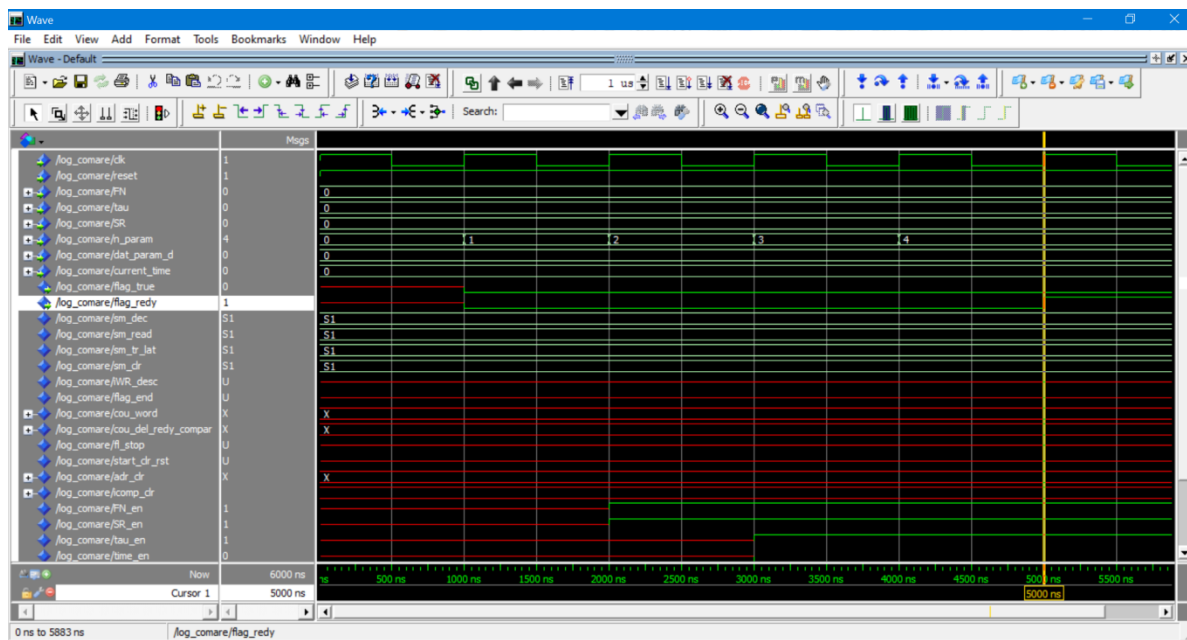 Wave
File Edit View Add Format Tools Bookmarks Window Help
Wave - Default
1 us
Search:
Msgs
/log_comare/clk 1
/log_comare/reset 1
/log_comare/FN 0 0
/log_comare/tau 0 0
/log_comare/SR 0 0
/log_comare/n_param 4 0 1 2 3 4
/log_comare/dat_param_d 0 0
/log_comare/current_time 0 0
/log_comare/flag_true 0
/log_comare/flag_redy 1
/log_comare/sm_dec S1 S1
/log_comare/sm_read S1 S1
/log_comare/sm_tr_lat S1 S1
/log_comare/sm_clr S1 S1
/log_comare/iWR_desc U
/log_comare/flag_end U
/log_comare/cou_word X X
/log_comare/cou_del_redy_compar X X
/log_comare/fl_stop U
/log_comare/start_clr_rst U
/log_comare/adr_clr X X
/log_comare/icomp_clr
/log_comare/FN_en 1
/log_comare/SR_en 1
/log_comare/tau_en 1
/log_comare/time_en 0
Now 6000 ns ns 500 ns 1000 ns 1500 ns 2000 ns 2500 ns 3000 ns 3500 ns 4000 ns 4500 ns 5000 ns 5500 ns
Cursor 1 5000 ns 5000 ns
0 ns to 5883 ns /log_comare/flag_redy